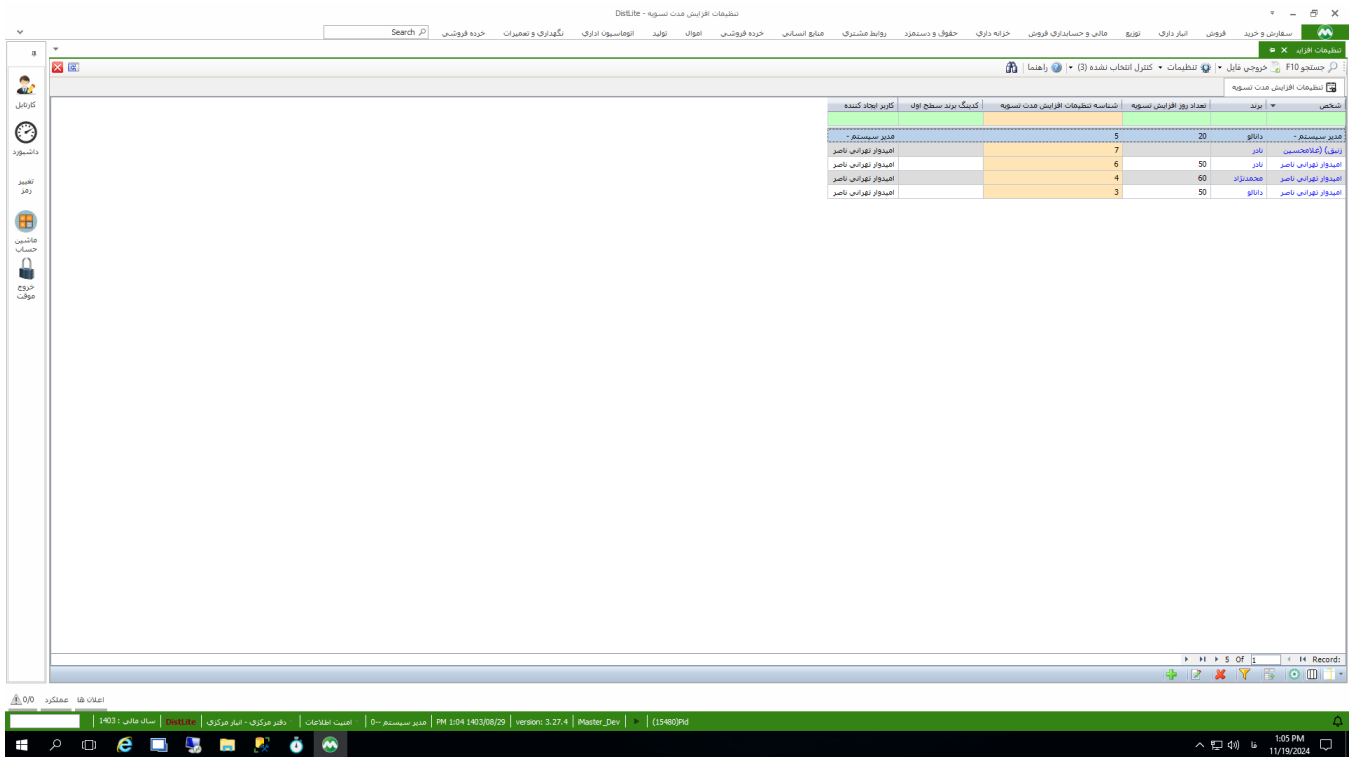 تنظیمات افزایش مدت تسویه - DistLite
سفارش و خرید فروش انبار داری توزیع مالی و حسابداری فروش خزانه داری حقوق و دستمزد روابط مشتری منابع انسانی خرده فروشی اموال تولید اتوماسیون اداری نگهداری و تعمیرات خرده فروشی Search
تنظیمات افزاید
جستجو F10 خروجی فایل تنظیمات کنترل انتخاب نشده (3) راهنما
تنظیمات افزایش مدت تسویه
شخص برند تعداد روز افزایش تسویه شناسه تنظیمات افزایش مدت تسویه کدینگ برند سطح اول کاربر ایجاد کننده
مدیر سیستم - دانالو 20 5 مدیر سیستم -
زنبق) (غلامحسین نادر 7 امیدوار تهرانی ناصر
امیدوار تهرانی ناصر نادر 50 6 امیدوار تهرانی ناصر
امیدوار تهرانی ناصر محمدنژاد 60 4 امیدوار تهرانی ناصر
امیدوار تهرانی ناصر دانالو 50 3 امیدوار تهرانی ناصر
کارتابل
داشبورد
تغییر
رمز
ماشین
حساب
خروج
موقت
Record: 1 Of 5
اعلان ها عملکرد 0/0
سال مالی : 1403 DistLite دفتر مرکزی - انبار مرکزی امنیت اطلاعات مدیر سیستم --0 PM 1:04 1403/08/29 version: 3.27.4 iMaster_Dev (15480)Pid
فا 1:05 PM
11/19/2024